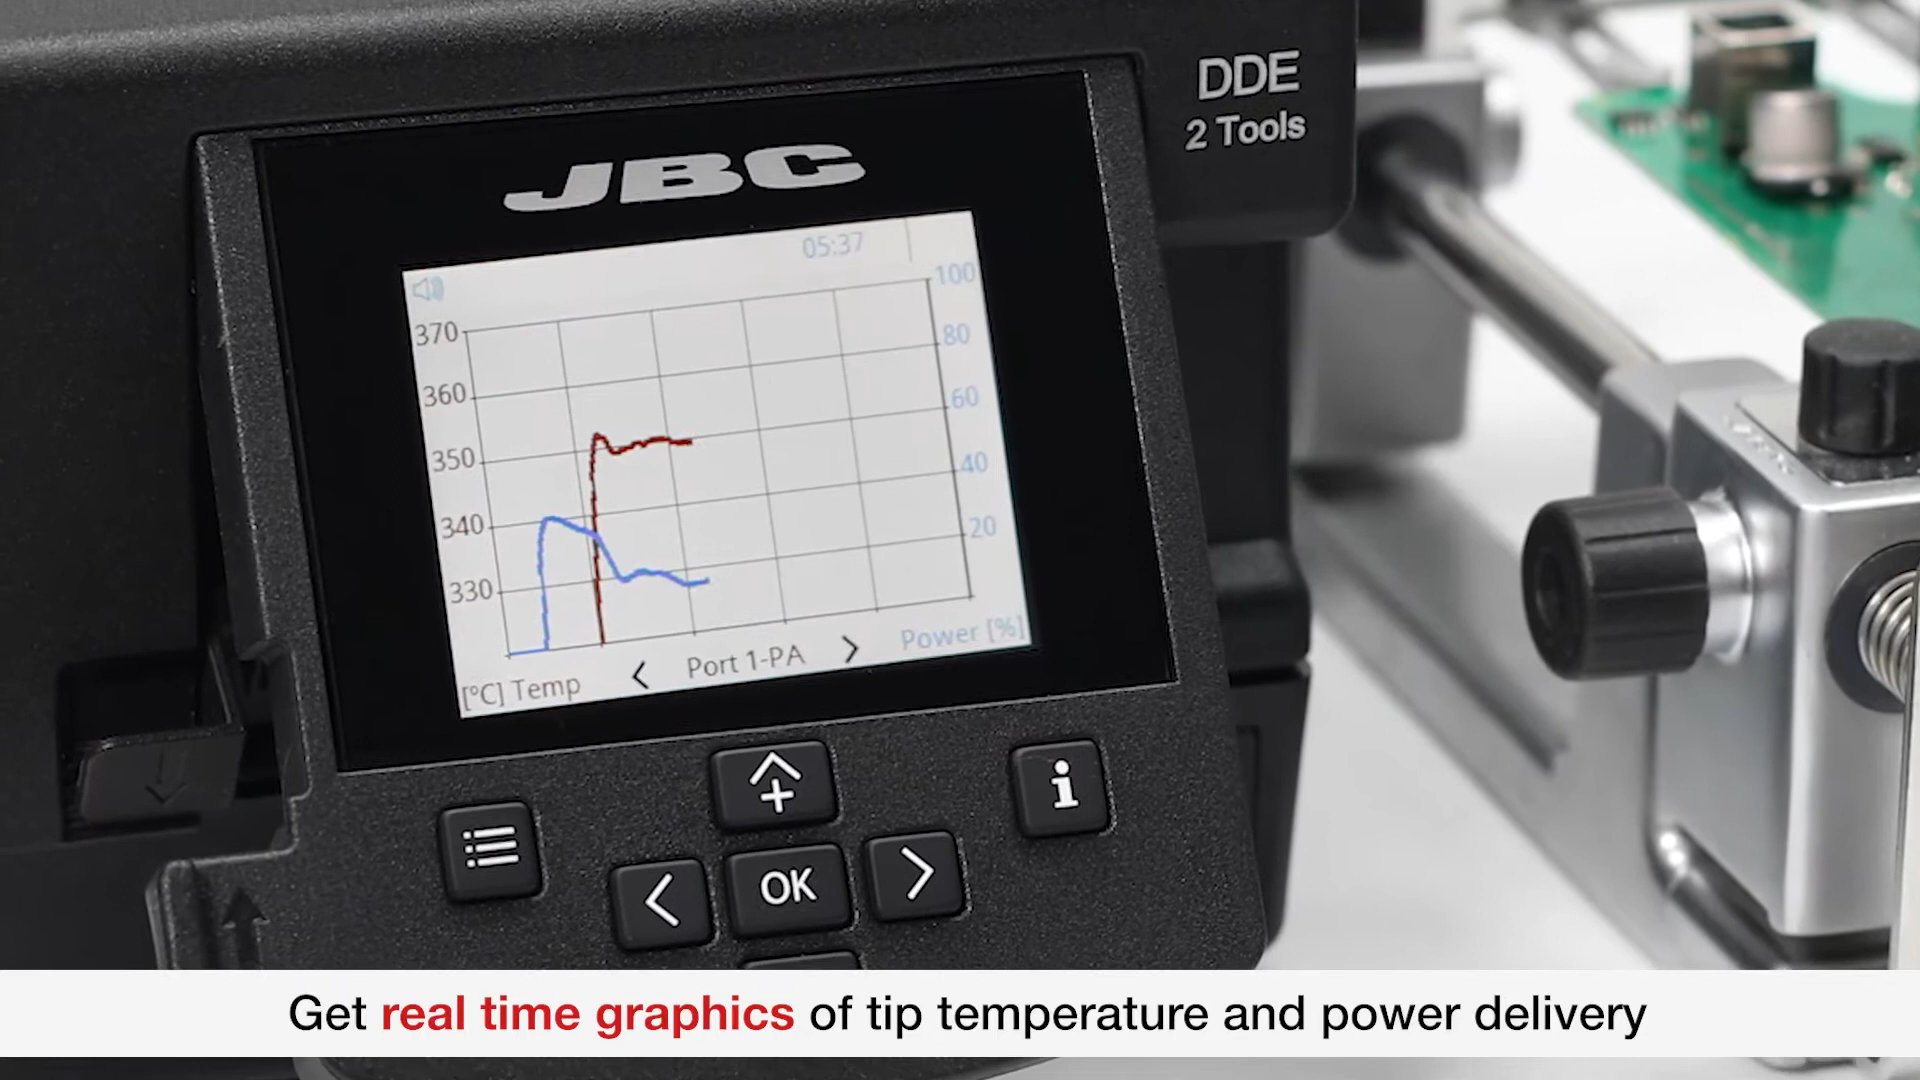 DDE
2 Tools
JBC
05:37
370
360
350
340
330
100
80
60
40
20
[ºC] Temp
< Port 1-PA >
Power [%]
+
i
< OK >
Get real time graphics of tip temperature and power delivery